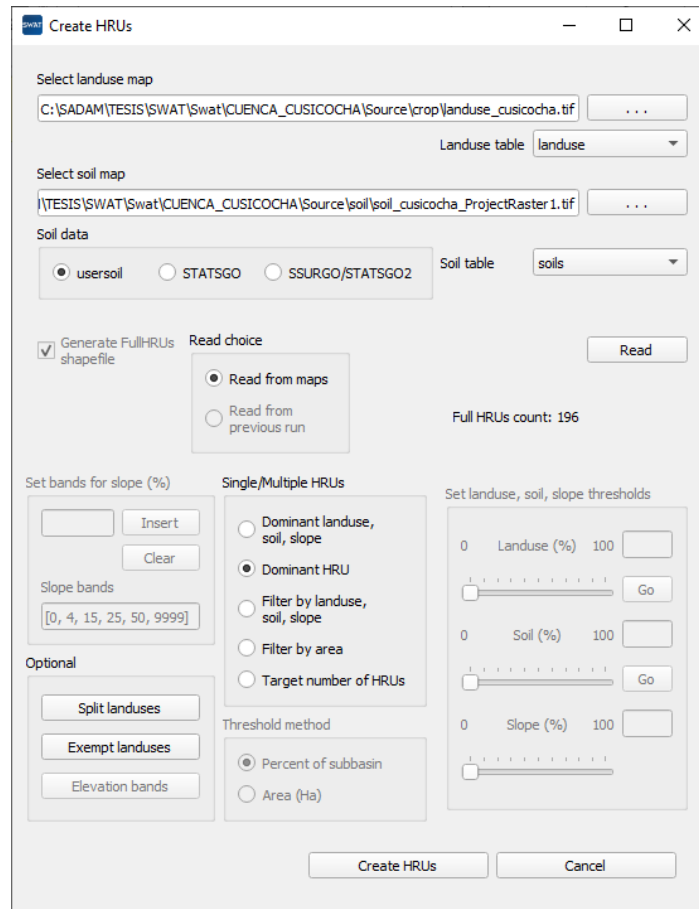 SWAT Create HRUs
Select landuse map
C:\SADAM\TESIS\SWAT\Swat\CUENCA_CUSICOCHA\Source\crop\landuse_cusicocha.tif
. . .
Landuse table landuse
Select soil map
\TESIS\SWAT\Swat\CUENCA_CUSICOCHA\Source\soil\soil_cusicocha_ProjectRaster1.tif
. . .
Soil data
usersoil STATSGO SSURGO/STATSGO2
Soil table soils
Generate FullHRUs
shapefile
Read choice
Read from maps
Read from
previous run
Read
Full HRUs count: 196
Set bands for slope (%)
Insert
Clear
Slope bands
[0, 4, 15, 25, 50, 9999]
Optional
Split landuses
Exempt landuses
Elevation bands
Single/Multiple HRUs
Dominant landuse,
soil, slope
Dominant HRU
Filter by landuse,
soil, slope
Filter by area
Target number of HRUs
Threshold method
Percent of subbasin
Area (Ha)
Set landuse, soil, slope thresholds
0 Landuse (%) 100
Go
0 Soil (%) 100
Go
0 Slope (%) 100
Create HRUs Cancel